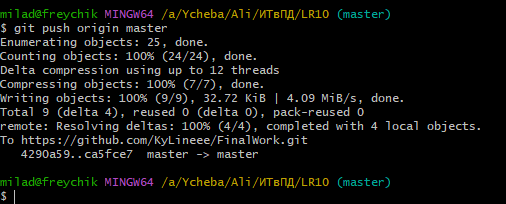 milad@freychik MINGW64 /a/Ycheba/Ali/ИТвПД/LR10 (master)
$ git push origin master
Enumerating objects: 25, done.
Counting objects: 100% (24/24), done.
Delta compression using up to 12 threads
Compressing objects: 100% (7/7), done.
Writing objects: 100% (9/9), 32.72 KiB | 4.09 MiB/s, done.
Total 9 (delta 4), reused 0 (delta 0), pack-reused 0
remote: Resolving deltas: 100% (4/4), completed with 4 local objects.
To https://github.com/KyLineee/FinalWork.git
   4290a59..ca5fce7  master -> master
milad@freychik MINGW64 /a/Ycheba/Ali/ИТвПД/LR10 (master)
$